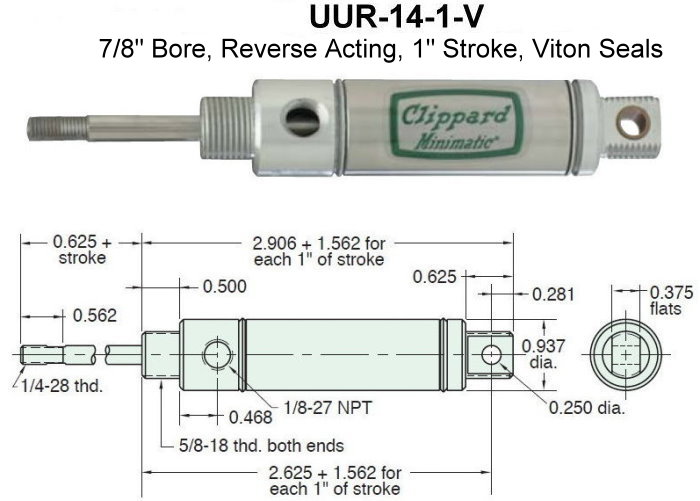 UUR-14-1-V
7/8" Bore, Reverse Acting, 1" Stroke, Viton Seals
Clippard
Minimatic®
0.625 +
stroke
2.906 + 1.562 for
each 1" of stroke
0.625
0.500
0.281
0.375
flats
0.562
0.937
dia.
1/4-28 thd.
1/8-27 NPT
0.250 dia.
0.468
5/8-18 thd. both ends
2.625 + 1.562 for
each 1" of stroke